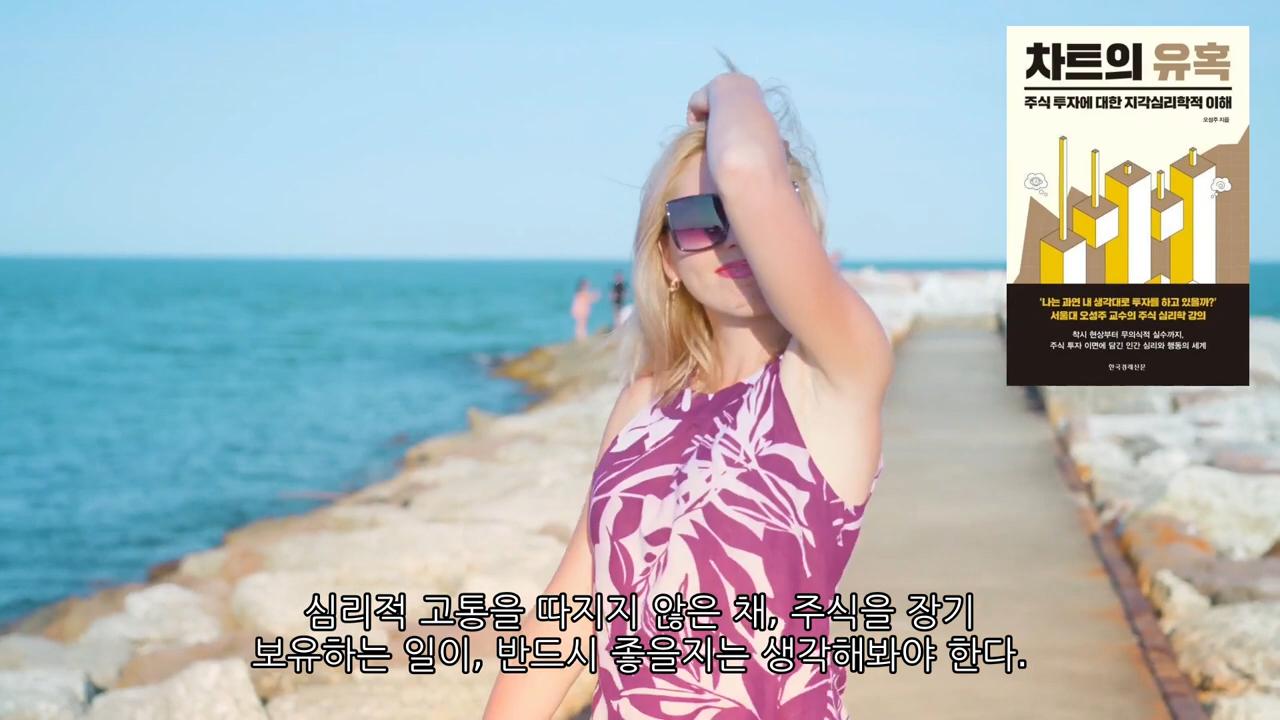 차트의 유혹
주식 투자에 대한 지각심리학적 이해
오성주 지음
'나는 과연 내 생각대로 투자를 하고 있을까?'
서울대 오성주 교수의 주식 심리학 강의
착시 현상부터 무의식적 실수까지,
주식 투자 이면에 담긴 인간 심리와 행동의 세계
한국경제신문
심리적 고통을 따지지 않은 채, 주식을 장기
보유하는 일이, 반드시 좋을지는 생각해봐야 한다.